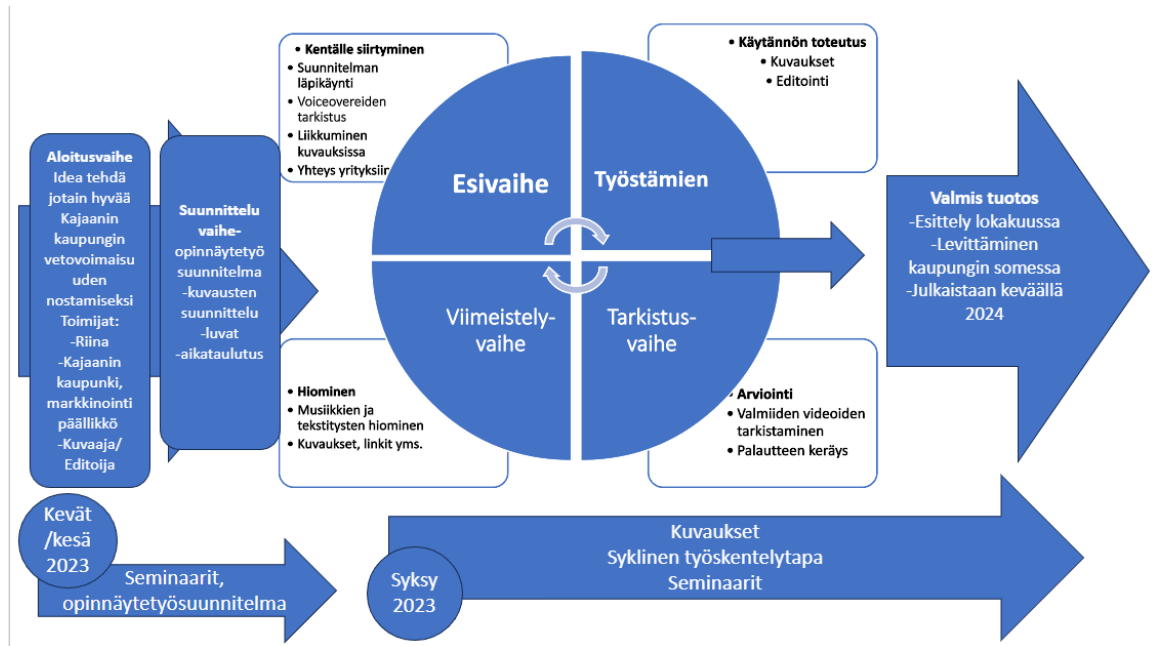 Aloitusvaihe
Idea tehdä
jotain hyvää
Kajaanin
kaupungin
vetovoimaisu
uden
nostamiseksi
Toimijat:
-Riina
-Kajaanin
kaupunki,
markkinointi
päällikkö
-Kuvaaja/
Editoija
Suunnittelu
vaihe-
opinnäytetyö
suunnitelma
-kuvausten
suunnittelu
-luvat
-aikataulutus
• Kentälle siirtyminen
• Suunnitelman
läpikäynti
• Voiceovereiden
tarkistus
• Liikkuminen
kuvauksissa
• Yhteys yrityksiin
• Käytännön toteutus
• Kuvaukset
• Editointi
Esivaihe
Työstämien
Viimeistely-
vaihe
Tarkistus-
vaihe
• Hiominen
• Musiikkien ja
tekstitysten hiominen
• Kuvaukset, linkit yms.
• Arviointi
• Valmiiden videoiden
tarkistaminen
• Palautteen keräys
Valmis tuotos
-Esittely lokakuussa
-Levittäminen
kaupungin somessa
-Julkaistaan keväällä
2024
Kevät
/kesä
2023
Seminaarit,
opinnäytetyösuunnitelma
Syksy
2023
Kuvaukset
Syklinen työskentelytapa
Seminaarit